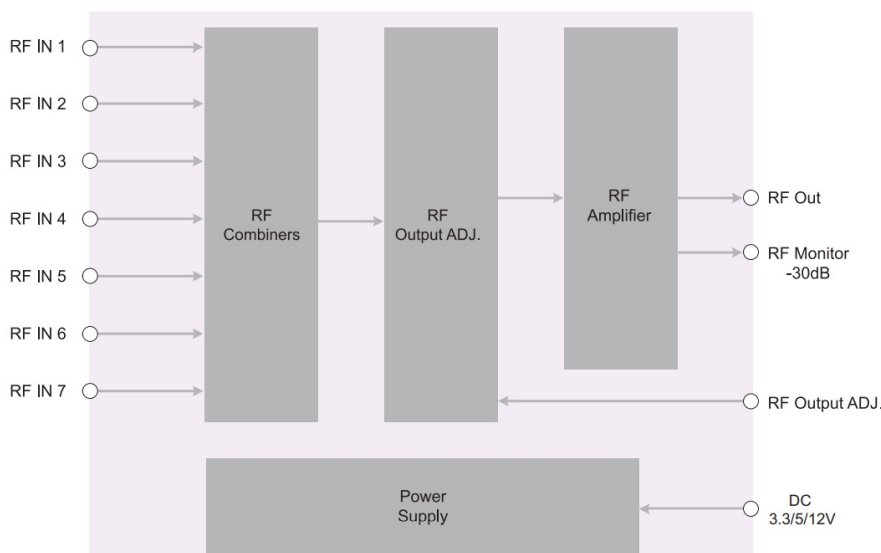 RF IN 1
RF IN 2
RF IN 3
RF IN 4
RF IN 5
RF IN 6
RF IN 7
RF
Combiners
RF
Output ADJ.
RF
Amplifier
RF Out
RF Monitor
-30dB
RF Output ADJ.
Power
Supply
DC
3.3/5/12V